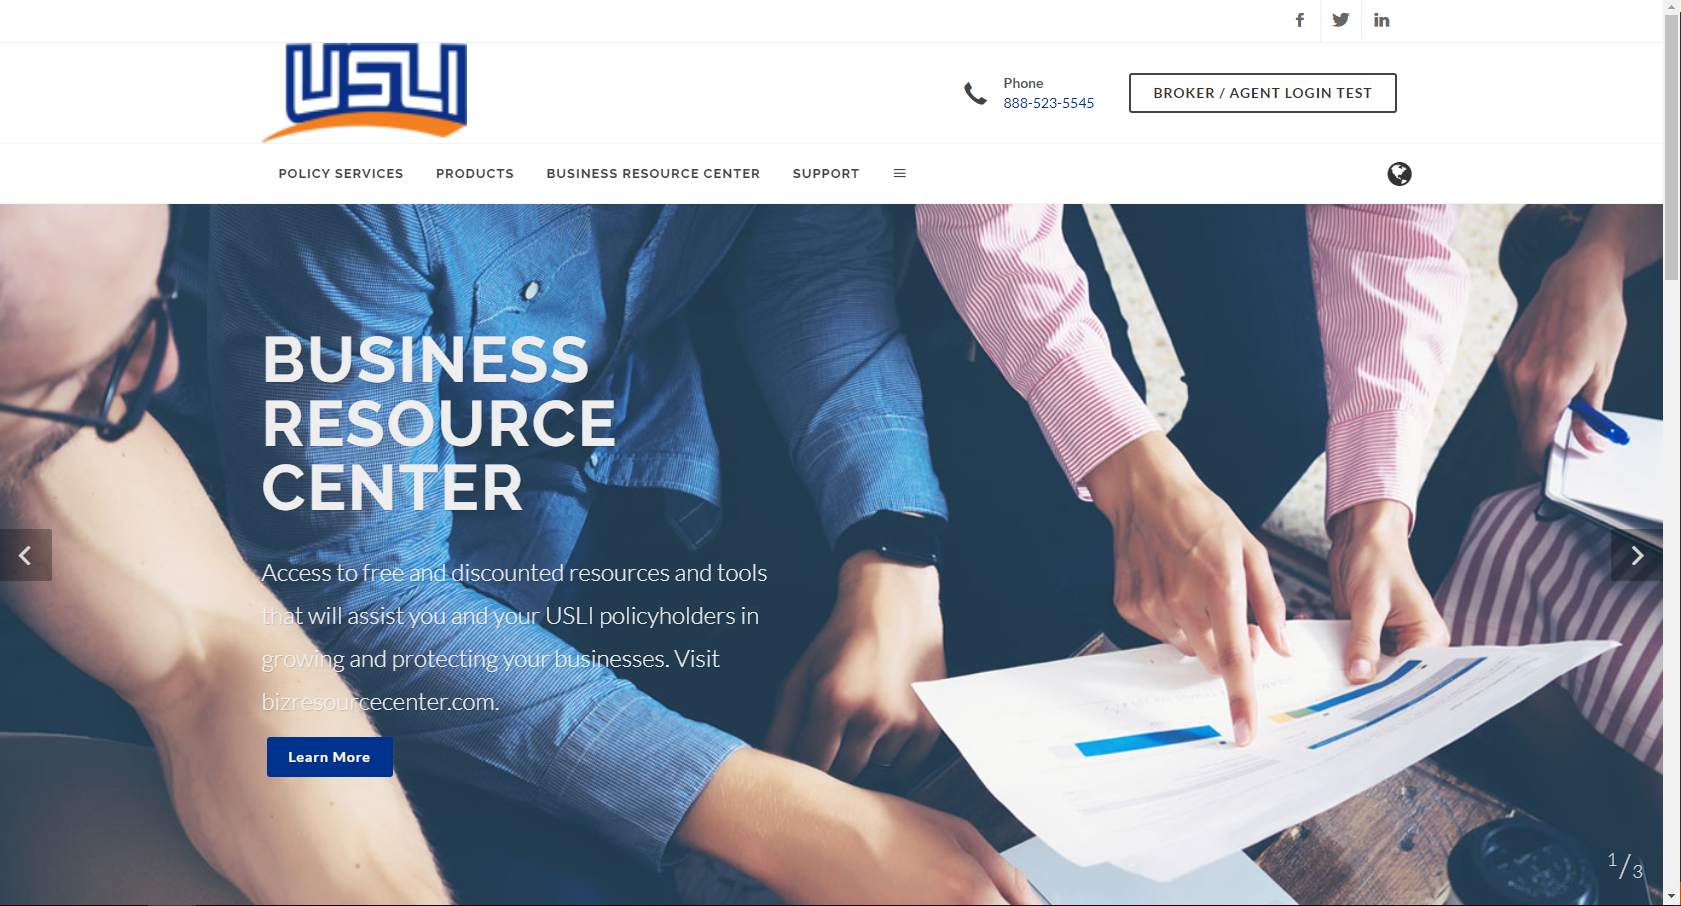 USLI
Phone
888-523-5545
BROKER / AGENT LOGIN TEST
POLICY SERVICES
PRODUCTS
BUSINESS RESOURCE CENTER
SUPPORT
BUSINESS
RESOURCE
CENTER
Access to free and discounted resources and tools
that will assist you and your USLI policyholders in
growing and protecting your businesses. Visit
bizresourcecenter.com.
Learn More
1/3